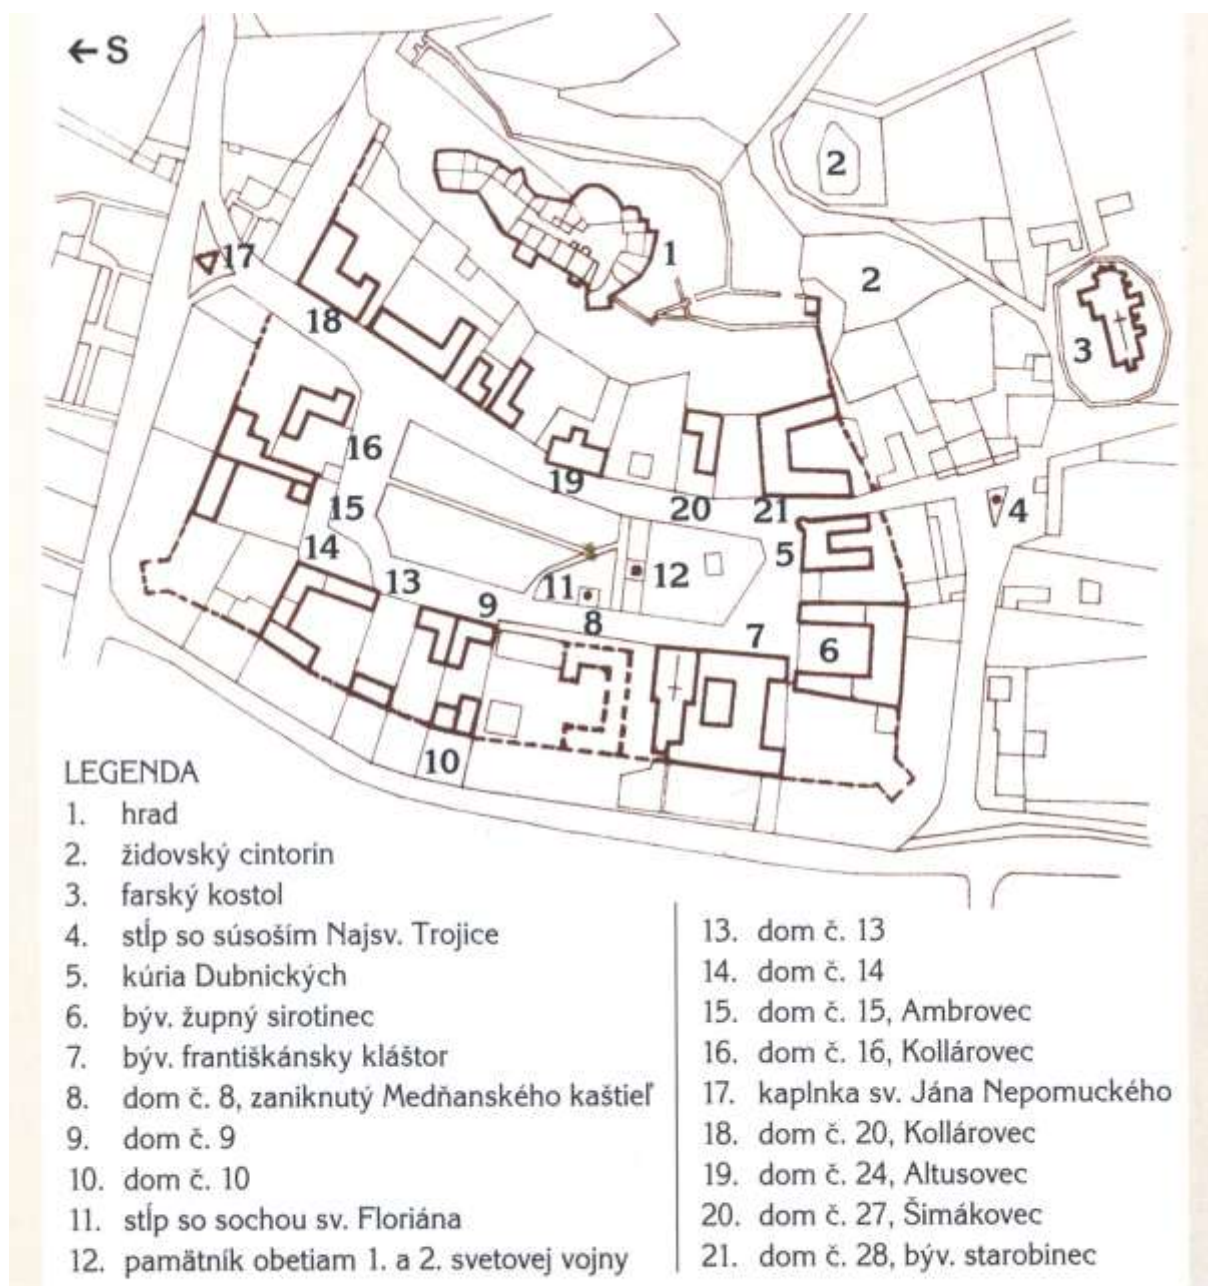 ←S
2
2
1
17
3
18
16
19
20
21
4
15
5
14
11
12
13
9
8
7
6
10
LEGENDA
1. hrad
2. židovský cintorín
3. farský kostol
4. stĺp so súsoším Najsv. Trojice
5. kúria Dubnických
6. býv. župný sirotinec
7. býv. františkánsky kláštor
8. dom č. 8, zaniknutý Medňanského kaštieľ
9. dom č. 9
10. dom č. 10
11. stĺp so sochou sv. Floriána
12. pamätník obetiam 1. a 2. svetovej vojny
13. dom č. 13
14. dom č. 14
15. dom č. 15, Ambrovec
16. dom č. 16, Kollárovec
17. kaplnka sv. Jána Nepomuckého
18. dom č. 20, Kollárovec
19. dom č. 24, Altusovec
20. dom č. 27, Šimákovec
21. dom č. 28, býv. starobinec